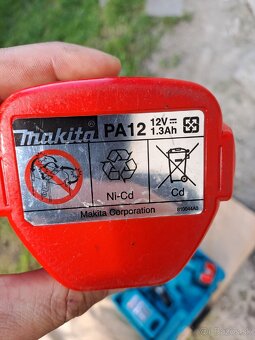 makita PA12 12V⎓
1.3Ah
Ni-Cd
Cd
Makita Corporation